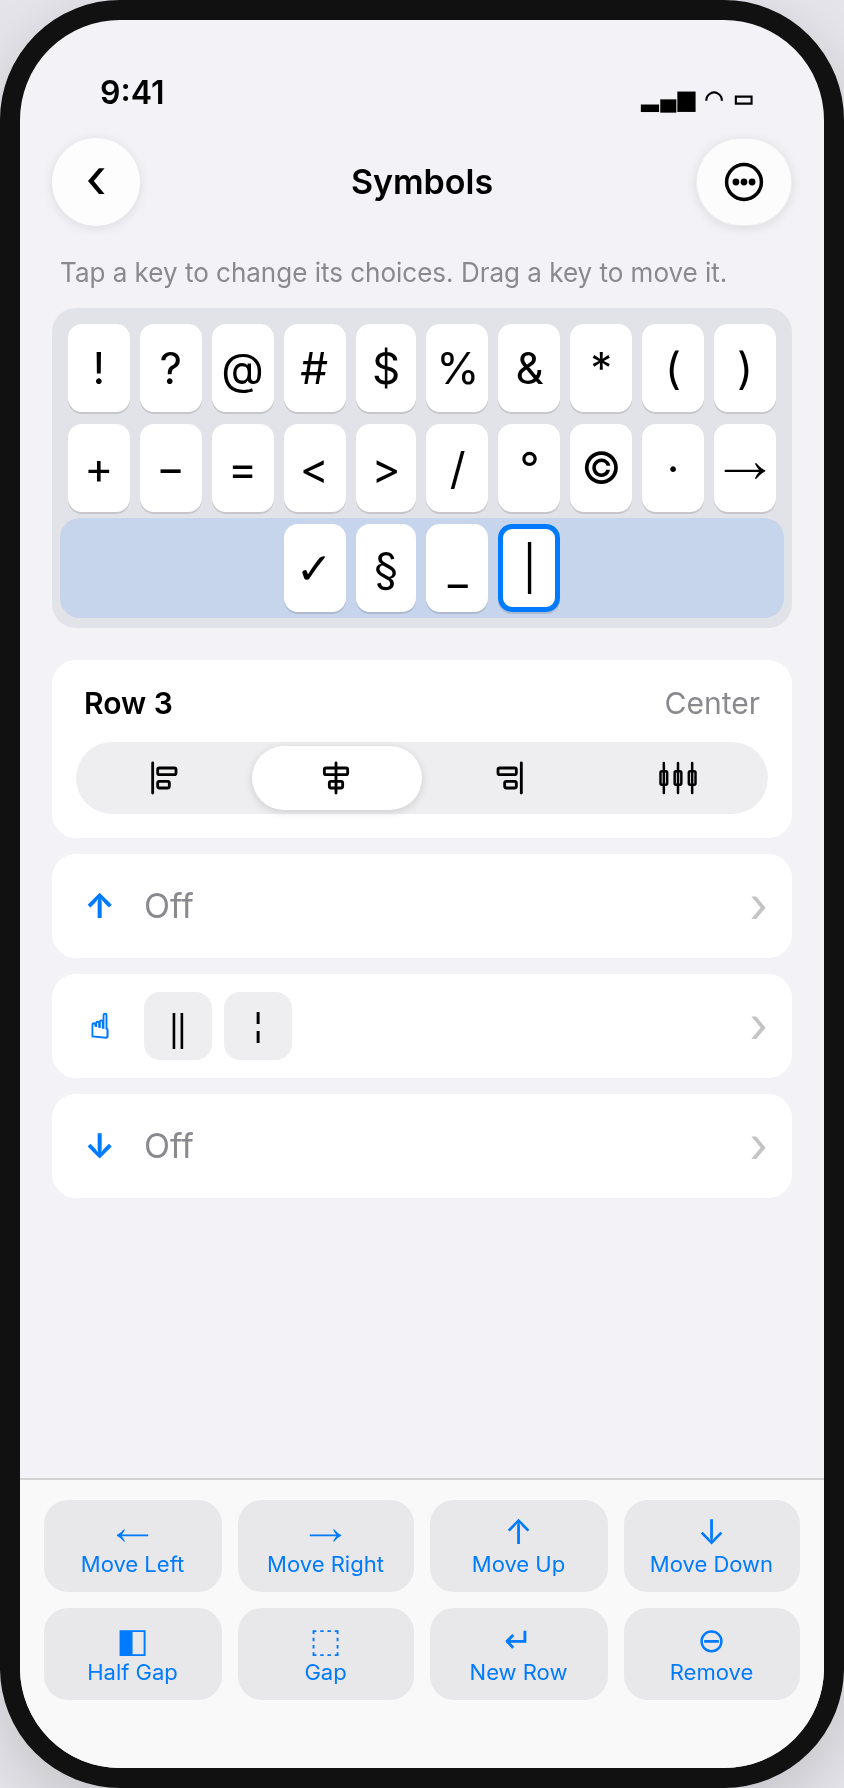 9:41
Symbols
Tap a key to change its choices. Drag a key to move it.
! ? @ # $ % & * ( )
+ − = < > / ° © · →
✓ § _ |
Row 3 Center
↑ Off
‖ ¦
↓ Off
← → ↑ ↓
Move Left Move Right Move Up Move Down
Half Gap Gap New Row Remove